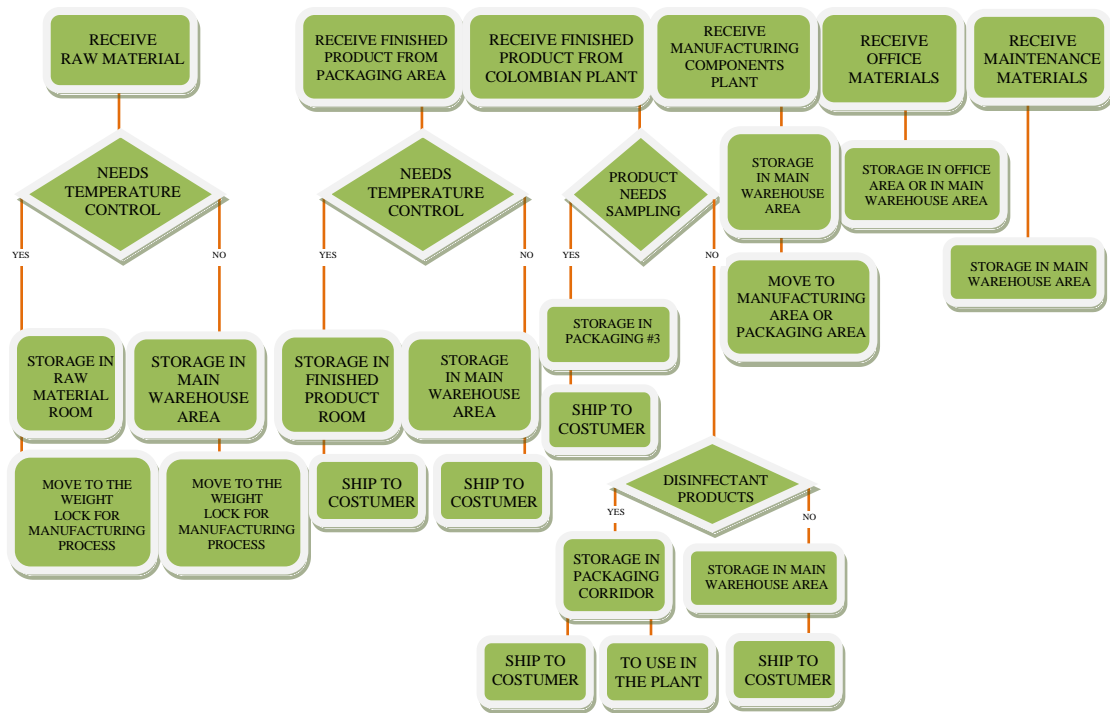 RECEIVE
RAW MATERIAL
RECEIVE FINISHED
PRODUCT FROM
PACKAGING AREA
RECEIVE FINISHED
PRODUCT FROM
COLOMBIAN PLANT
RECEIVE
MANUFACTURING
COMPONENTS
PLANT
RECEIVE
OFFICE
MATERIALS
RECEIVE
MAINTENANCE
MATERIALS
NEEDS
TEMPERATURE
CONTROL
NEEDS
TEMPERATURE
CONTROL
PRODUCT
NEEDS
SAMPLING
STORAGE
IN MAIN
WAREHOUSE
AREA
STORAGE IN OFFICE
AREA OR IN MAIN
WAREHOUSE AREA
YES
NO
YES
NO
YES
NO
STORAGE IN MAIN
WAREHOUSE AREA
MOVE TO
MANUFACTURING
AREA OR
PACKAGING AREA
STORAGE IN
PACKAGING #3
STORAGE IN
RAW
MATERIAL
ROOM
STORAGE IN
MAIN
WAREHOUSE
AREA
STORAGE IN
FINISHED
PRODUCT
ROOM
STORAGE
IN MAIN
WAREHOUSE
AREA
SHIP TO
COSTUMER
MOVE TO THE
WEIGHT
LOCK FOR
MANUFACTURING
PROCESS
MOVE TO THE
WEIGHT
LOCK FOR
MANUFACTURING
PROCESS
SHIP TO
COSTUMER
SHIP TO
COSTUMER
DISINFECTANT
PRODUCTS
YES
NO
STORAGE IN
PACKAGING
CORRIDOR
STORAGE IN MAIN
WAREHOUSE AREA
SHIP TO
COSTUMER
TO USE IN
THE PLANT
SHIP TO
COSTUMER